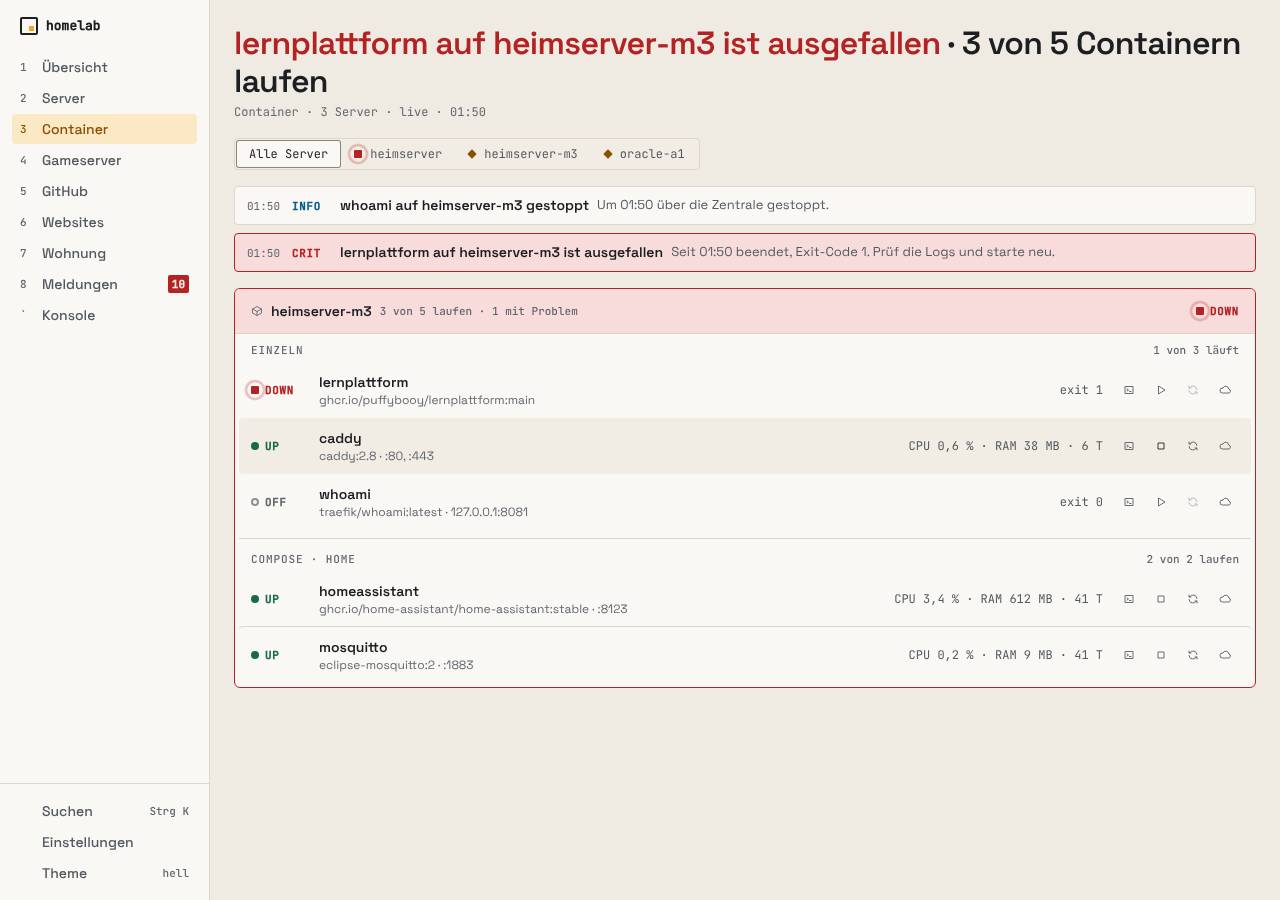 homelab
1 Übersicht
2 Server
3 Container
4 Gameserver
5 GitHub
6 Websites
7 Wohnung
8 Meldungen 10
` Konsole
Suchen Strg K
Einstellungen
Theme hell
lernplattform auf heimserver-m3 ist ausgefallen · 3 von 5 Containern
laufen
Container · 3 Server · live · 01:50
Alle Server heimserver heimserver-m3 oracle-a1
01:50 INFO whoami auf heimserver-m3 gestoppt Um 01:50 über die Zentrale gestoppt.
01:50 CRIT lernplattform auf heimserver-m3 ist ausgefallen Seit 01:50 beendet, Exit-Code 1. Prüf die Logs und starte neu.
heimserver-m3 3 von 5 laufen · 1 mit Problem DOWN
EINZELN 1 von 3 läuft
DOWN lernplattform exit 1
ghcr.io/puffybooy/lernplattform:main
UP caddy CPU 0,6 % · RAM 38 MB · 6 T
caddy:2.8 · :80, :443
OFF whoami exit 0
traefik/whoami:latest · 127.0.0.1:8081
COMPOSE · HOME 2 von 2 laufen
UP homeassistant CPU 3,4 % · RAM 612 MB · 41 T
ghcr.io/home-assistant/home-assistant:stable · :8123
UP mosquitto CPU 0,2 % · RAM 9 MB · 41 T
eclipse-mosquitto:2 · :1883